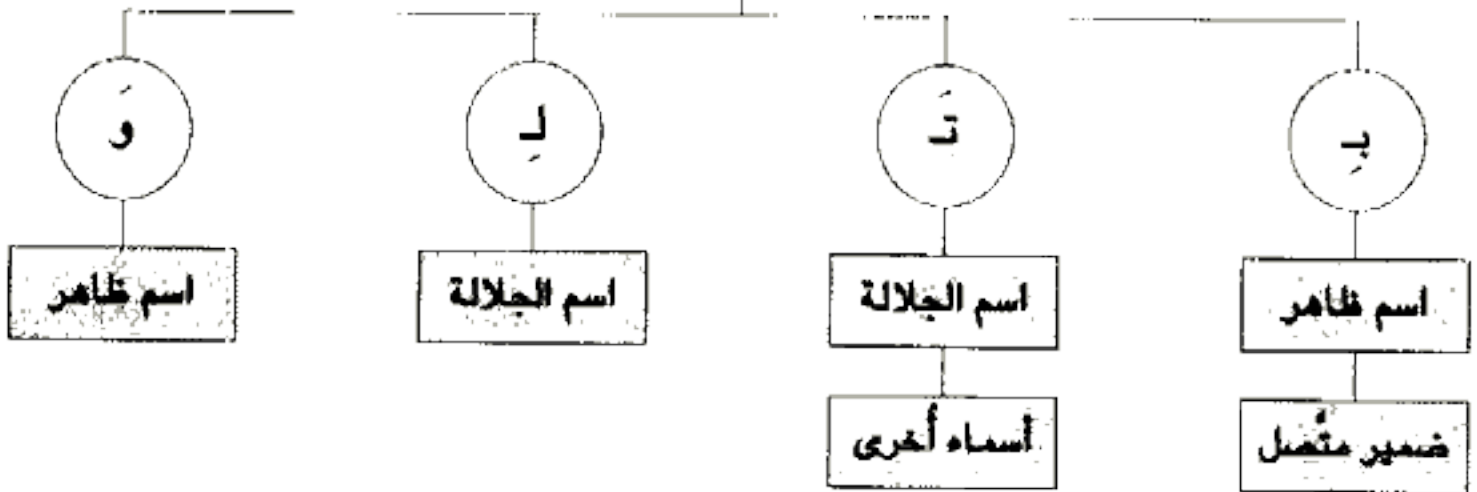 بِـ تَـ لِـ وَ
اسم ظاهر اسم الجلالة اسم الجلالة اسم ظاهر
ضمير متّصل أسماء أخرى